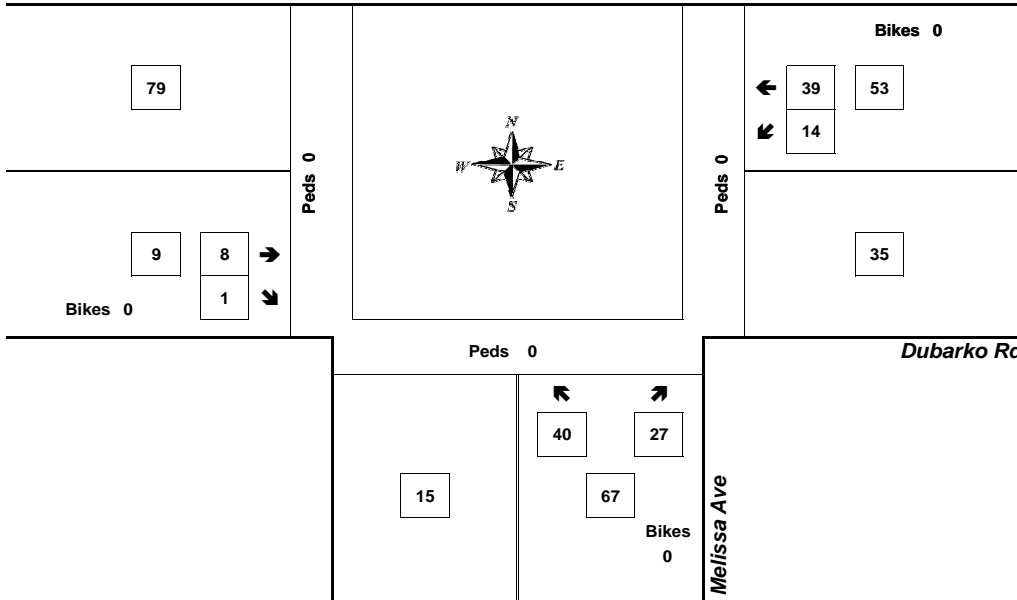 Bikes 0
79
39 53
14
N
W E
S
Peds 0
Peds 0
9 8
1
Bikes 0
35
Peds 0
Dubarko Rd
40 27
15
67
Bikes
0
Melissa Ave